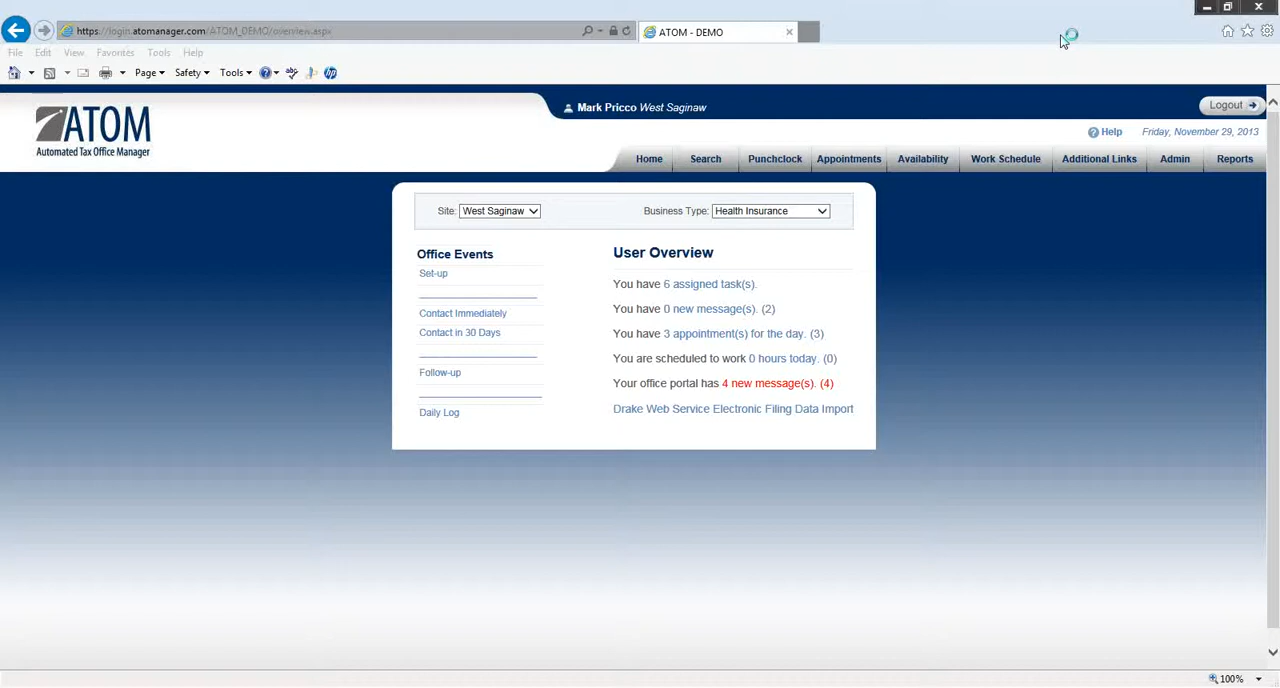 https://login.atomanager.com/ATOM_DEMO/overview.aspx
ATOM - DEMO
File Edit View Favorites Tools Help
Page Safety Tools
ATOM
Automated Tax Office Manager
Mark Pricco West Saginaw
Logout
Help Friday, November 29, 2013
Home Search Punchclock Appointments Availability Work Schedule Additional Links Admin Reports
Site: West Saginaw Business Type: Health Insurance
Office Events
Set-up
Contact Immediately
Contact in 30 Days
Follow-up
Daily Log
User Overview
You have 6 assigned task(s).
You have 0 new message(s). (2)
You have 3 appointment(s) for the day. (3)
You are scheduled to work 0 hours today. (0)
Your office portal has 4 new message(s). (4)
Drake Web Service Electronic Filing Data Import
100%